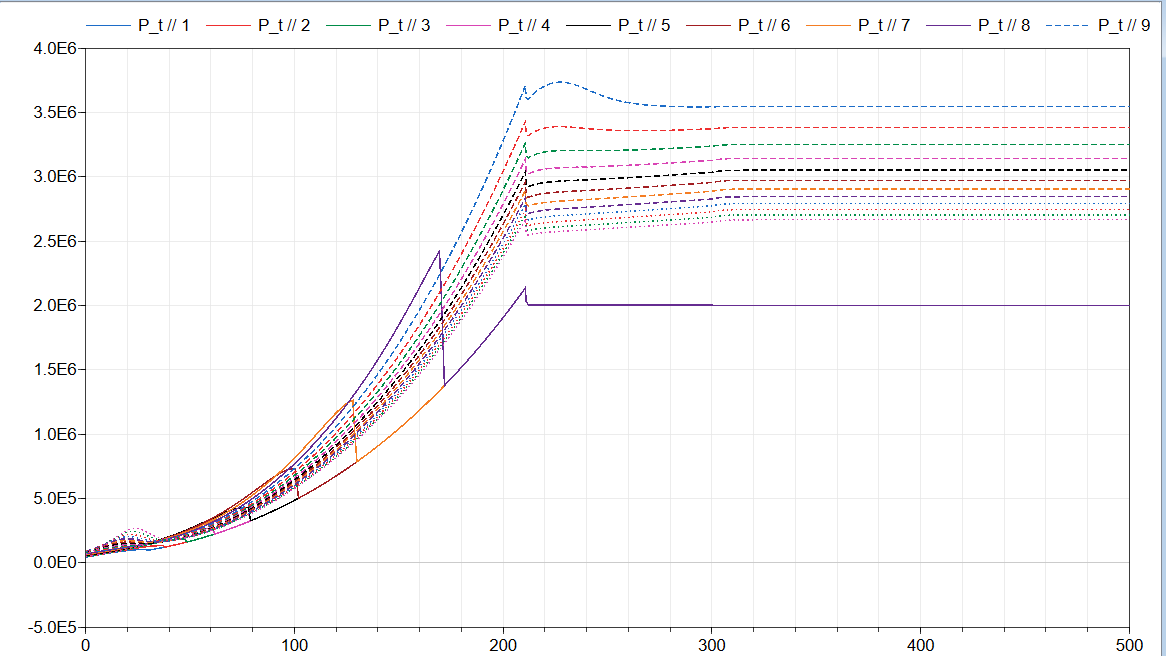 P_t // 1 P_t // 2 P_t // 3 P_t // 4 P_t // 5 P_t // 6 P_t // 7 P_t // 8 P_t // 9
4.0E6
3.5E6
3.0E6
2.5E6
2.0E6
1.5E6
1.0E6
5.0E5
0.0E0
-5.0E5
0 100 200 300 400 500